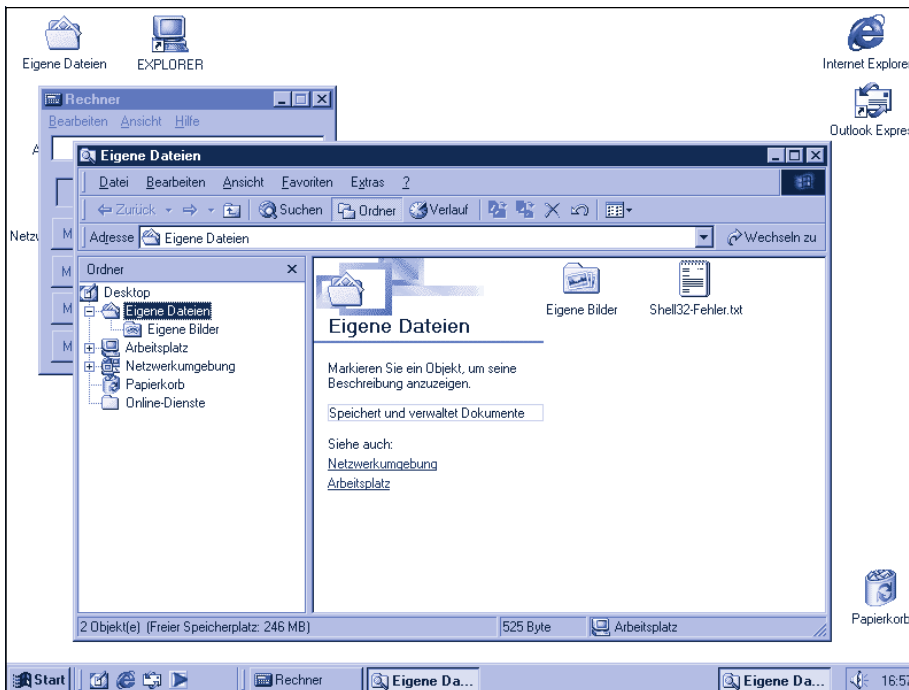 Eigene Dateien
EXPLORER
Internet Explorer
Outlook Expres
Rechner
Bearbeiten Ansicht Hilfe
A
Netzw
M
M
M
M
Eigene Dateien
Datei Bearbeiten Ansicht Favoriten Extras ?
Zurück Suchen Ordner Verlauf
Adresse Eigene Dateien Wechseln zu
Ordner x
Desktop
Eigene Dateien
Eigene Bilder
Arbeitsplatz
Netzwerkumgebung
Papierkorb
Online-Dienste
Eigene Dateien
Markieren Sie ein Objekt, um seine
Beschreibung anzuzeigen.
Speichert und verwaltet Dokumente
Siehe auch:
Netzwerkumgebung
Arbeitsplatz
Eigene Bilder
Shell32-Fehler.txt
2 Objekt(e) (Freier Speicherplatz: 246 MB) 525 Byte Arbeitsplatz
Papierkorb
Start Rechner Eigene Da... Eigene Da... 16:57